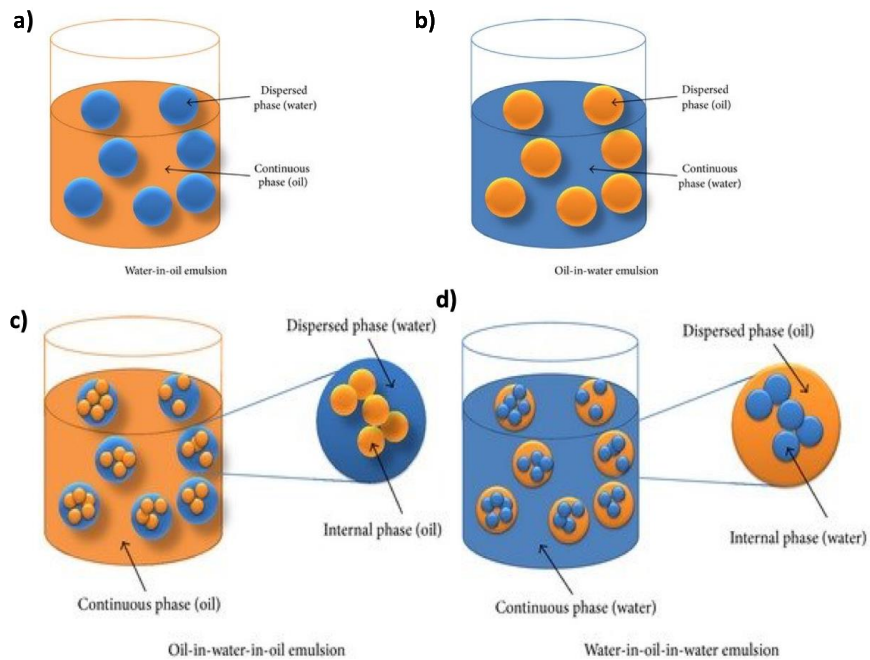 a)
Dispersed
phase (water)
Continuous
phase (oil)
Water-in-oil emulsion
b)
Dispersed
phase (oil)
Continuous
phase (water)
Oil-in-water emulsion
c)
Dispersed phase (water)
Internal phase (oil)
Continuous phase (oil)
Oil-in-water-in-oil emulsion
d)
Dispersed phase (oil)
Internal phase (water)
Continuous phase (water)
Water-in-oil-in-water emulsion